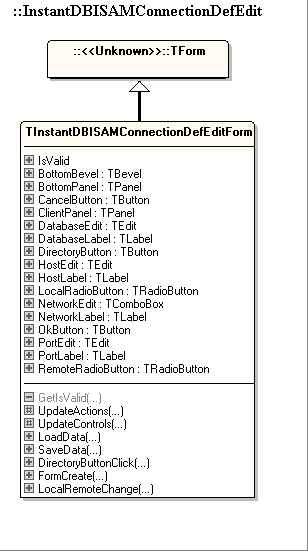 ::InstantDBISAMConnectionDefEdit
::<<Unknown>>::TForm
TInstantDBISAMConnectionDefEditForm
IsValid
BottomBevel : TBevel
BottomPanel : TPanel
CancelButton : TButton
ClientPanel : TPanel
DatabaseEdit : TEdit
DatabaseLabel : TLabel
DirectoryButton : TButton
HostEdit : TEdit
HostLabel : TLabel
LocalRadioButton : TRadioButton
NetworkEdit : TComboBox
NetworkLabel : TLabel
OkButton : TButton
PortEdit : TEdit
PortLabel : TLabel
RemoteRadioButton : TRadioButton
GetIsValid(...)
UpdateActions(...)
UpdateControls(...)
LoadData(...)
SaveData(...)
DirectoryButtonClick(...)
FormCreate(...)
LocalRemoteChange(...)